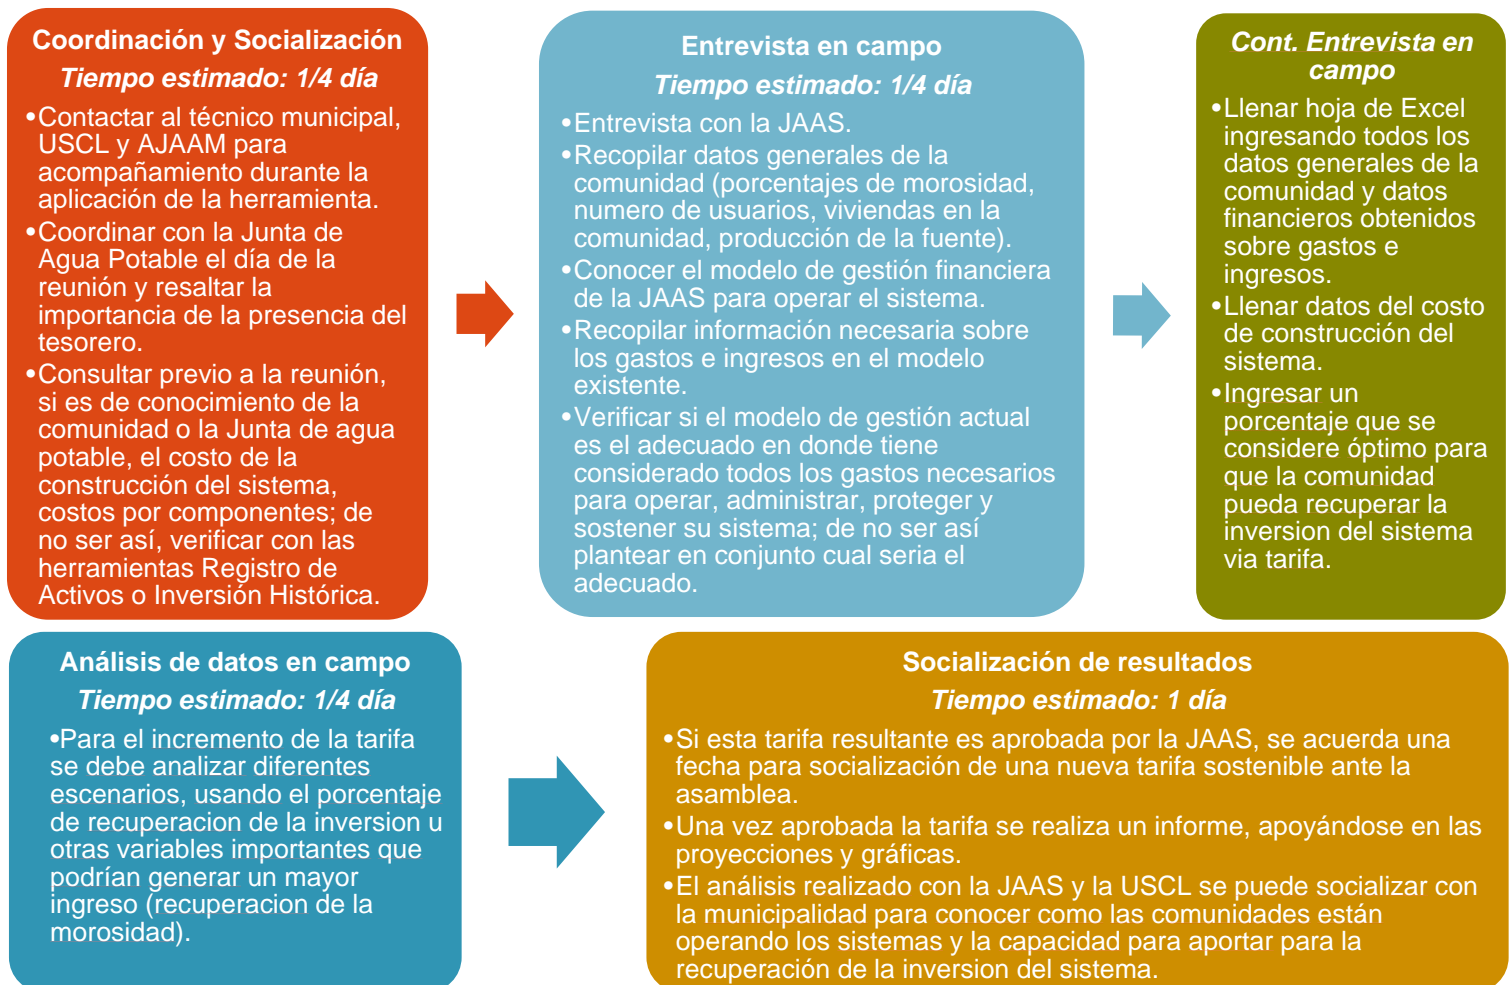 Coordinación y Socialización
Tiempo estimado: 1/4 día
•Contactar al técnico municipal,
USCL y AJAAM para
acompañamiento durante la
aplicación de la herramienta.
•Coordinar con la Junta de
Agua Potable el día de la
reunión y resaltar la
importancia de la presencia del
tesorero.
•Consultar previo a la reunión,
si es de conocimiento de la
comunidad o la Junta de agua
potable, el costo de la
construcción del sistema,
costos por componentes; de
no ser así, verificar con las
herramientas Registro de
Activos o Inversión Histórica.
Entrevista en campo
Tiempo estimado: 1/4 día
•Entrevista con la JAAS.
•Recopilar datos generales de la
comunidad (porcentajes de morosidad,
numero de usuarios, viviendas en la
comunidad, producción de la fuente).
•Conocer el modelo de gestión financiera
de la JAAS para operar el sistema.
•Recopilar información necesaria sobre
los gastos e ingresos en el modelo
existente.
•Verificar si el modelo de gestión actual
es el adecuado en donde tiene
considerado todos los gastos necesarios
para operar, administrar, proteger y
sostener su sistema; de no ser así
plantear en conjunto cual seria el
adecuado.
Cont. Entrevista en
campo
•Llenar hoja de Excel
ingresando todos los
datos generales de la
comunidad y datos
financieros obtenidos
sobre gastos e
ingresos.
•Llenar datos del costo
de construcción del
sistema.
•Ingresar un
porcentaje que se
considere óptimo para
que la comunidad
pueda recuperar la
inversion del sistema
via tarifa.
Análisis de datos en campo
Tiempo estimado: 1/4 día
•Para el incremento de la tarifa
se debe analizar diferentes
escenarios, usando el porcentaje
de recuperacion de la inversion u
otras variables importantes que
podrían generar un mayor
ingreso (recuperacion de la
morosidad).
Socialización de resultados
Tiempo estimado: 1 día
•Si esta tarifa resultante es aprobada por la JAAS, se acuerda una
fecha para socialización de una nueva tarifa sostenible ante la
asamblea.
•Una vez aprobada la tarifa se realiza un informe, apoyándose en las
proyecciones y gráficas.
•El análisis realizado con la JAAS y la USCL se puede socializar con
la municipalidad para conocer como las comunidades están
operando los sistemas y la capacidad para aportar para la
recuperación de la inversion del sistema.